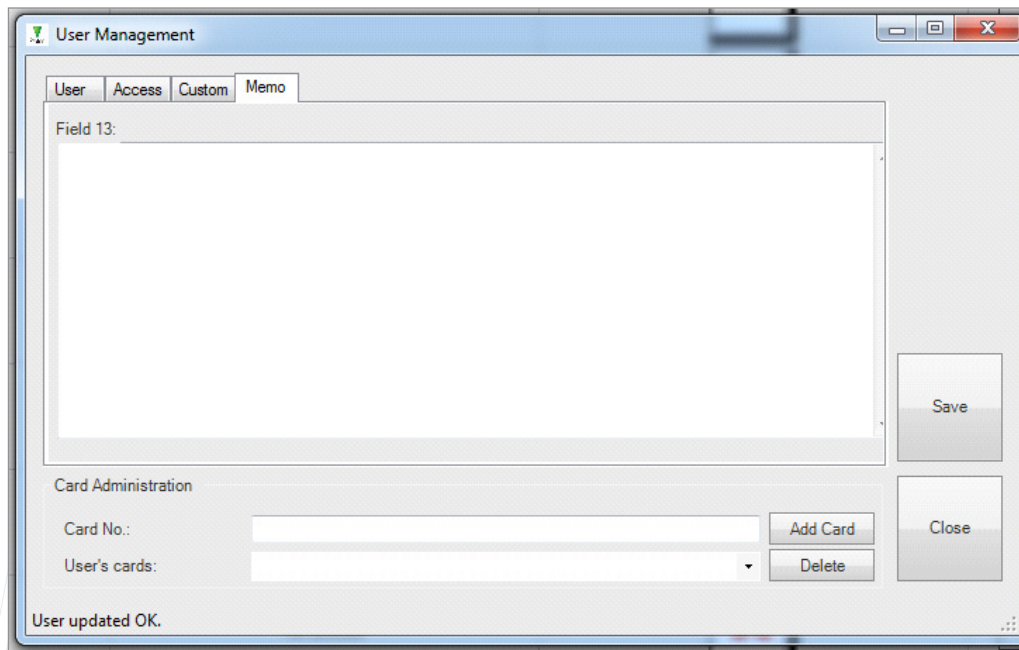 User Management
User Access Custom Memo
Field 13:
Save
Card Administration
Card No.: Add Card
Close
User's cards: Delete
User updated OK.